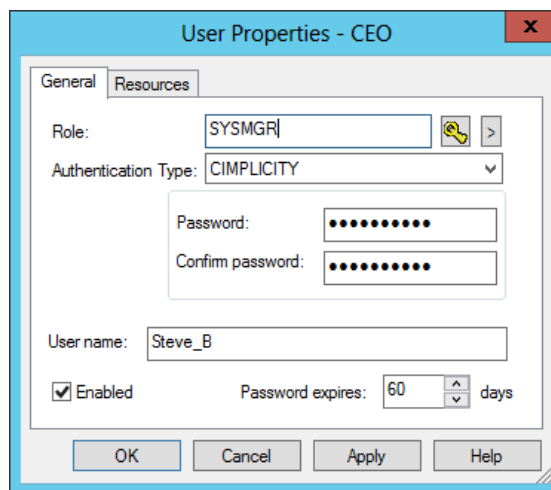 User Properties - CEO
x
General Resources
Role: SYSMGR >
Authentication Type: CIMPLICITY
Password: ●●●●●●●●●●
Confirm password: ●●●●●●●●●●
User name: Steve_B
Enabled Password expires: 60 days
OK Cancel Apply Help